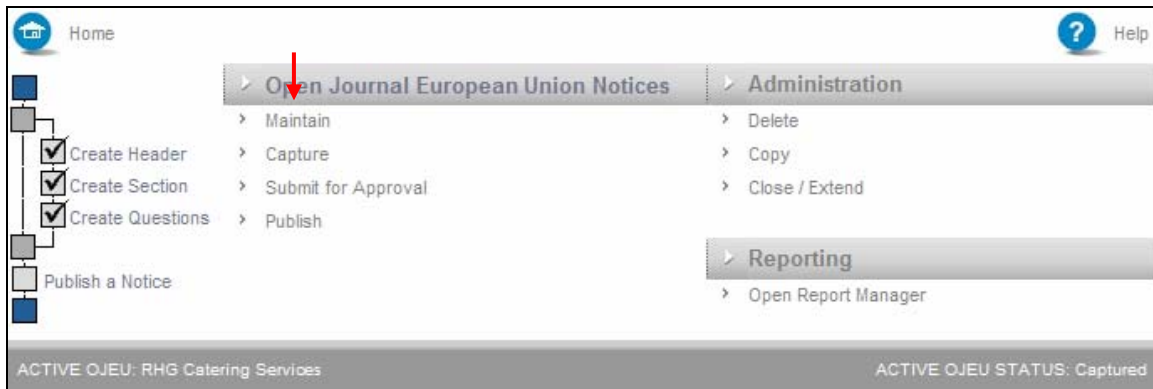 Home
? Help
Create Header
Create Section
Create Questions
Publish a Notice
Open Journal European Union Notices
Maintain
Capture
Submit for Approval
Publish
Administration
Delete
Copy
Close / Extend
Reporting
Open Report Manager
ACTIVE OJEU: RHG Catering Services
ACTIVE OJEU STATUS: Captured